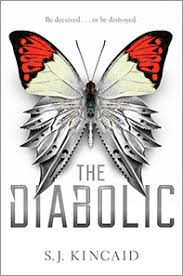 Be deceived . . . or be destroyed.
THE
DIABOLIC
S. J. KINCAID